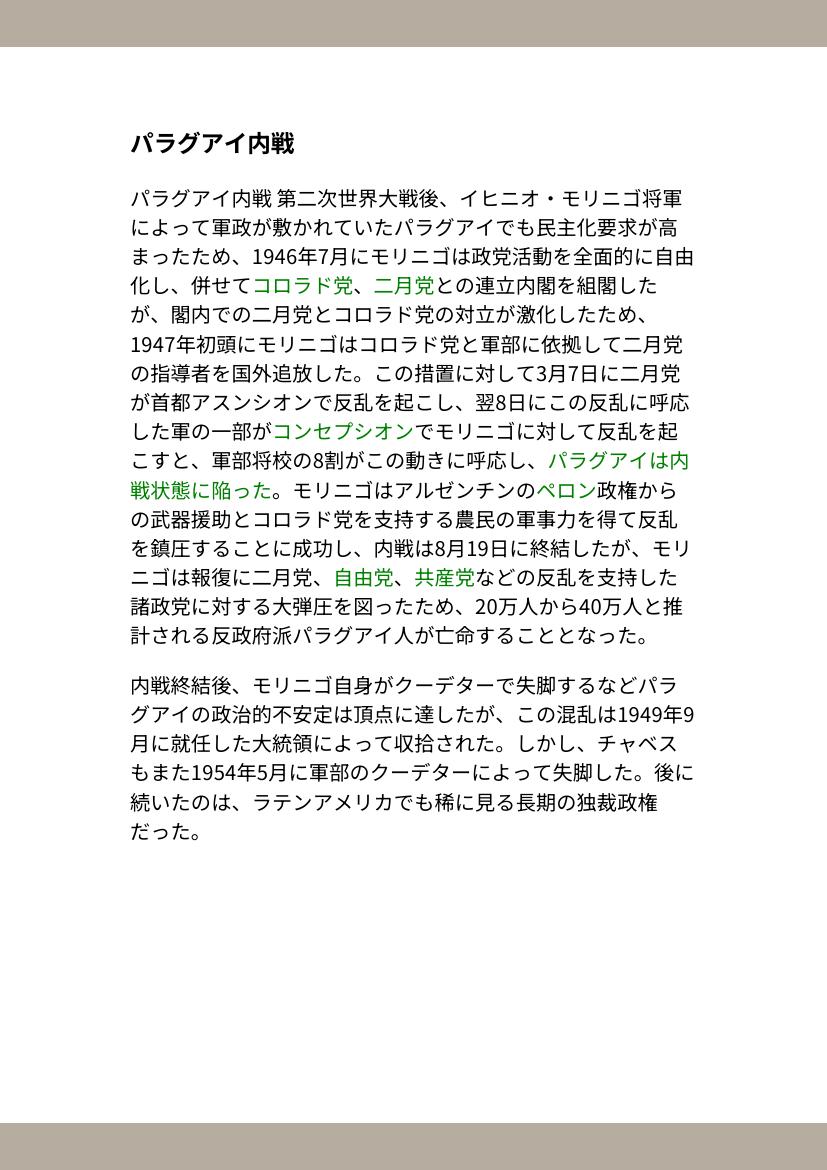 パラグアイ内戦
パラグアイ内戦 第二次世界大戦後、イヒニオ・モリニゴ将軍
によって軍政が敷かれていたパラグアイでも民主化要求が高
まったため、1946年7月にモリニゴは政党活動を全面的に自由
化し、併せてコロラド党、二月党との連立内閣を組閣した
が、閣内での二月党とコロラド党の対立が激化したため、
1947年初頭にモリニゴはコロラド党と軍部に依拠して二月党
の指導者を国外追放した。この措置に対して3月7日に二月党
が首都アスンシオンで反乱を起こし、翌8日にこの反乱に呼応
した軍の一部がコンセプシオンでモリニゴに対して反乱を起
こすと、軍部将校の8割がこの動きに呼応し、パラグアイは内
戦状態に陥った。モリニゴはアルゼンチンのペロン政権から
の武器援助とコロラド党を支持する農民の軍事力を得て反乱
を鎮圧することに成功し、内戦は8月19日に終結したが、モリ
ニゴは報復に二月党、自由党、共産党などの反乱を支持した
諸政党に対する大弾圧を図ったため、20万人から40万人と推
計される反政府派パラグアイ人が亡命することとなった。
内戦終結後、モリニゴ自身がクーデターで失脚するなどパラ
グアイの政治的不安定は頂点に達したが、この混乱は1949年9
月に就任した大統領によって収拾された。しかし、チャベス
もまた1954年5月に軍部のクーデターによって失脚した。後に
続いたのは、ラテンアメリカでも稀に見る長期の独裁政権
だった。